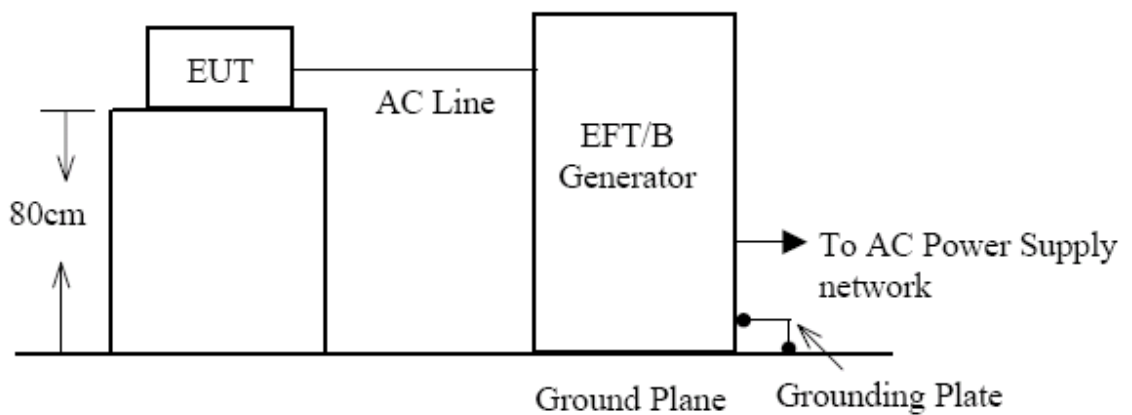 EUT
AC Line
EFT/B
Generator
80cm
To AC Power Supply
network
Ground Plane
Grounding Plate